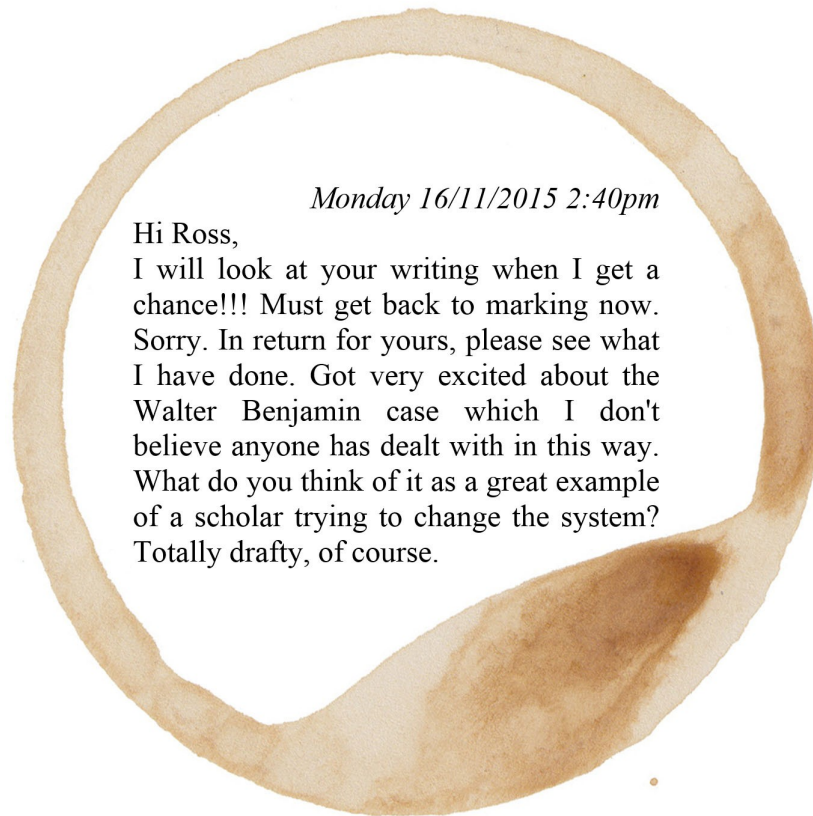 Monday 16/11/2015 2:40pm
Hi Ross,
I will look at your writing when I get a
chance!!! Must get back to marking now.
Sorry. In return for yours, please see what
I have done. Got very excited about the
Walter Benjamin case which I don't
believe anyone has dealt with in this way.
What do you think of it as a great example
of a scholar trying to change the system?
Totally drafty, of course.